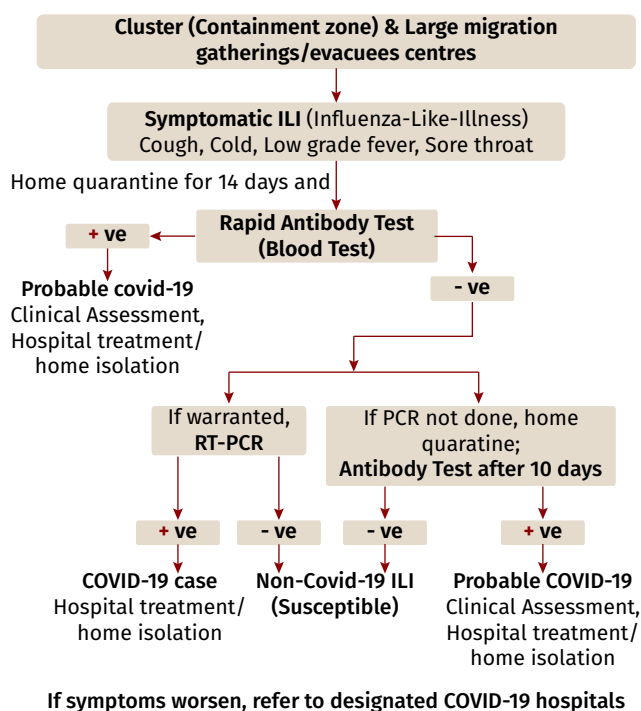 Cluster (Containment zone) & Large migration
gatherings/evacuees centres
Symptomatic ILI (Influenza-Like-Illness)
Cough, Cold, Low grade fever, Sore throat
Home quarantine for 14 days and
Rapid Antibody Test
(Blood Test)
+ ve
- ve
Probable covid-19
Clinical Assessment,
Hospital treatment/
home isolation
If warranted,
RT-PCR
If PCR not done, home
quaratine;
Antibody Test after 10 days
+ ve
- ve
- ve
+ ve
COVID-19 case
Hospital treatment/
home isolation
Non-Covid-19 ILI
(Susceptible)
Probable COVID-19
Clinical Assessment,
Hospital treatment/
home isolation
If symptoms worsen, refer to designated COVID-19 hospitals